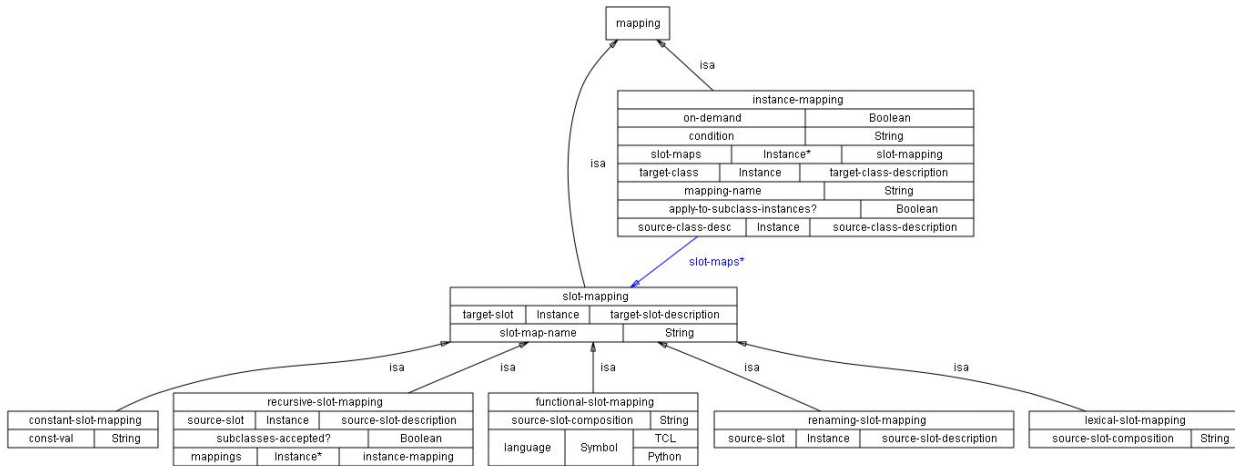 mapping
isa
instance-mapping
on-demand Boolean
condition String
isa
slot-maps Instance* slot-mapping
target-class Instance target-class-description
mapping-name String
apply-to-subclass-instances? Boolean
source-class-desc Instance source-class-description
slot-maps*
slot-mapping
target-slot Instance target-slot-description
slot-map-name String
isa isa isa isa isa
constant-slot-mapping
const-val String
recursive-slot-mapping
source-slot Instance source-slot-description
subclasses-accepted? Boolean
mappings Instance* instance-mapping
functional-slot-mapping
source-slot-composition String
language Symbol TCL
Python
renaming-slot-mapping
source-slot Instance source-slot-description
lexical-slot-mapping
source-slot-composition String